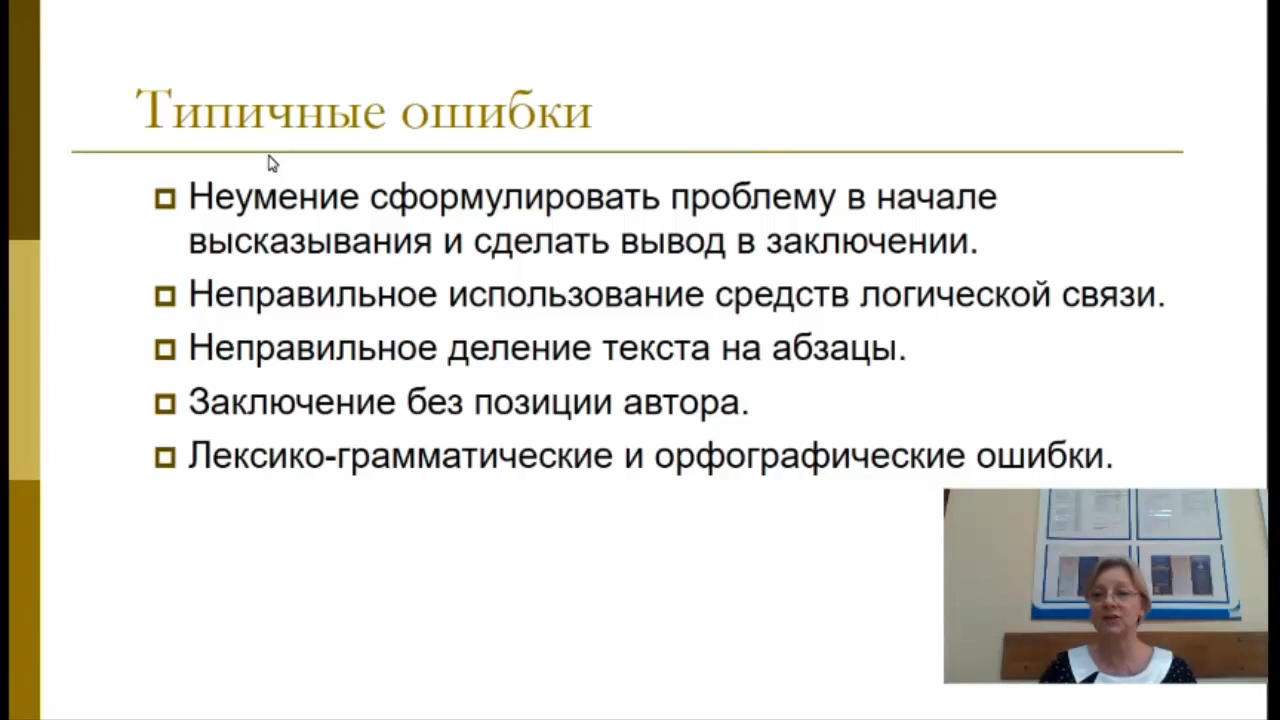 Типичные ошибки
Неумение сформулировать проблему в начале
высказывания и сделать вывод в заключении.
Неправильное использование средств логической связи.
Неправильное деление текста на абзацы.
Заключение без позиции автора.
Лексико-грамматические и орфографические ошибки.